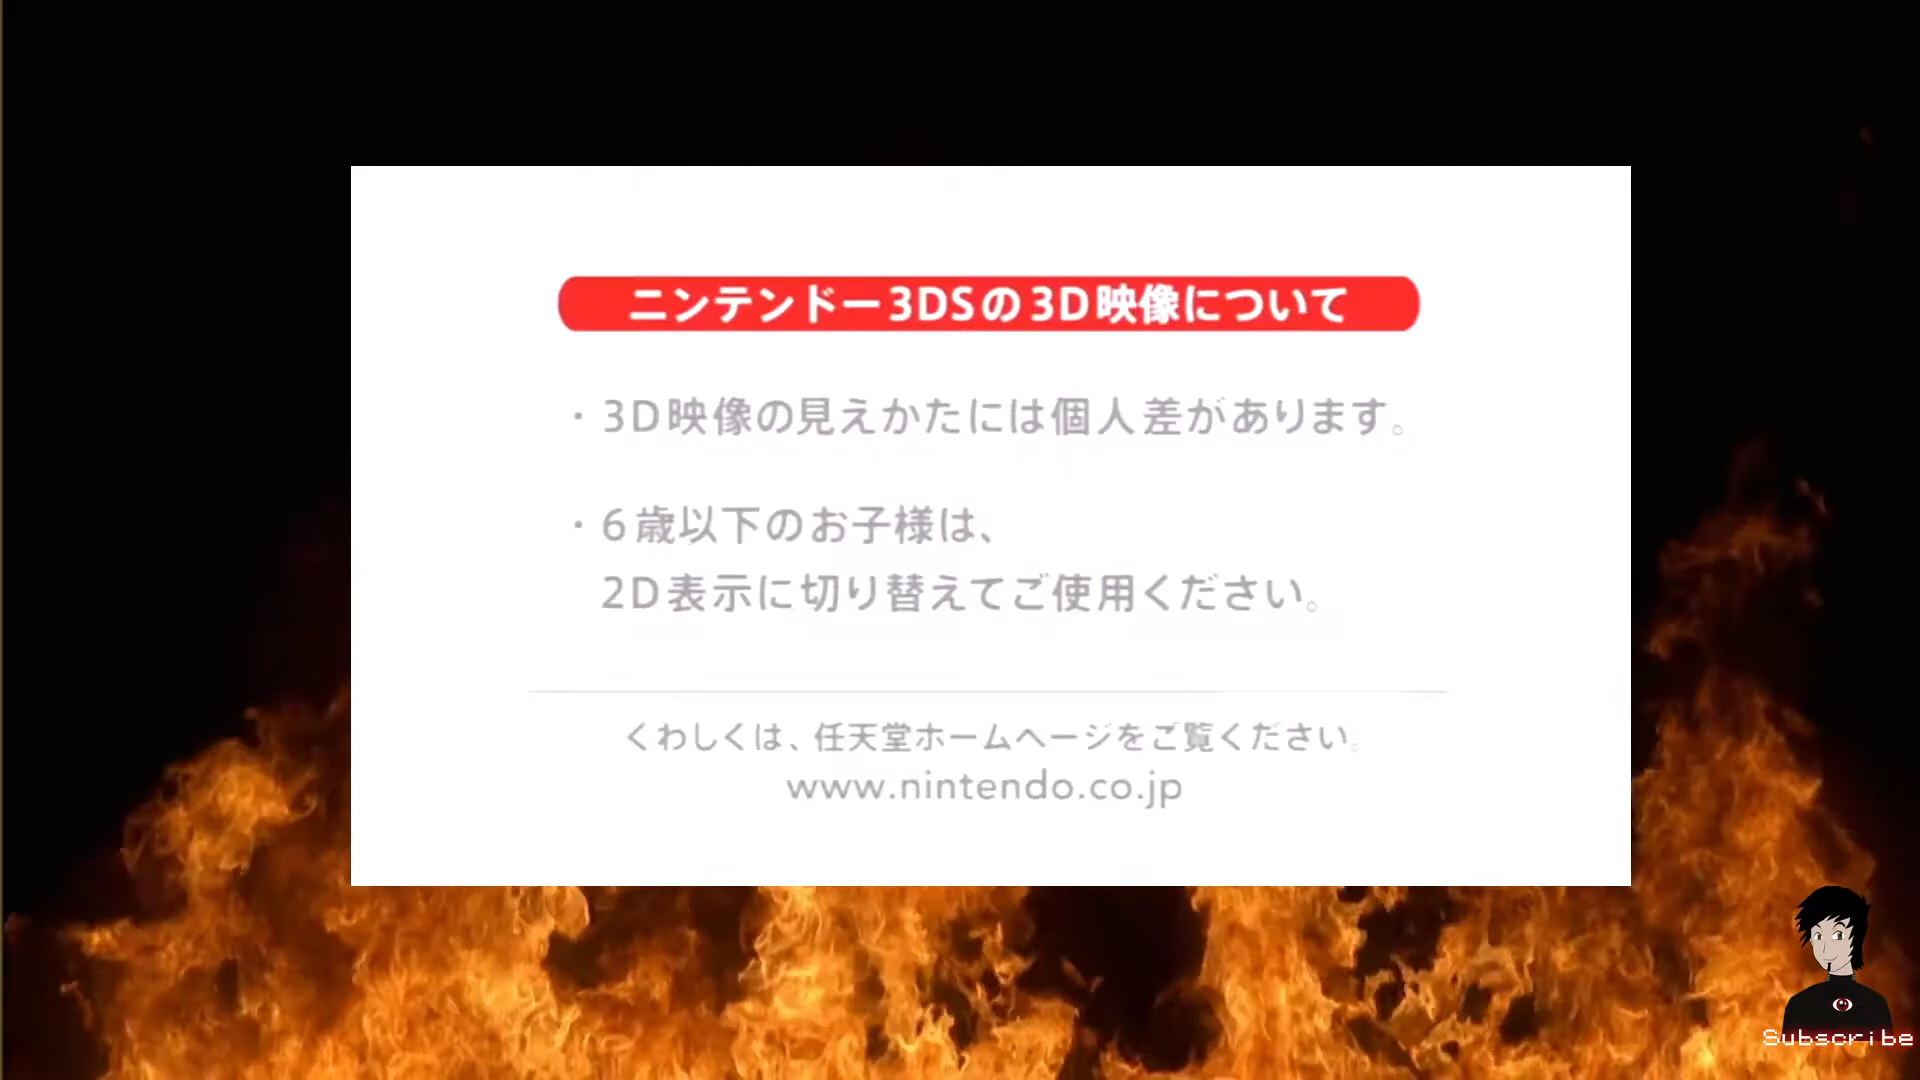 ニンテンドー3DSの3D映像について
・3D映像の見えかたには個人差があります。
・6歳以下のお子様は、
2D表示に切り替えてご使用ください。
くわしくは、任天堂ホームページをご覧ください。
www.nintendo.co.jp
Subscribe